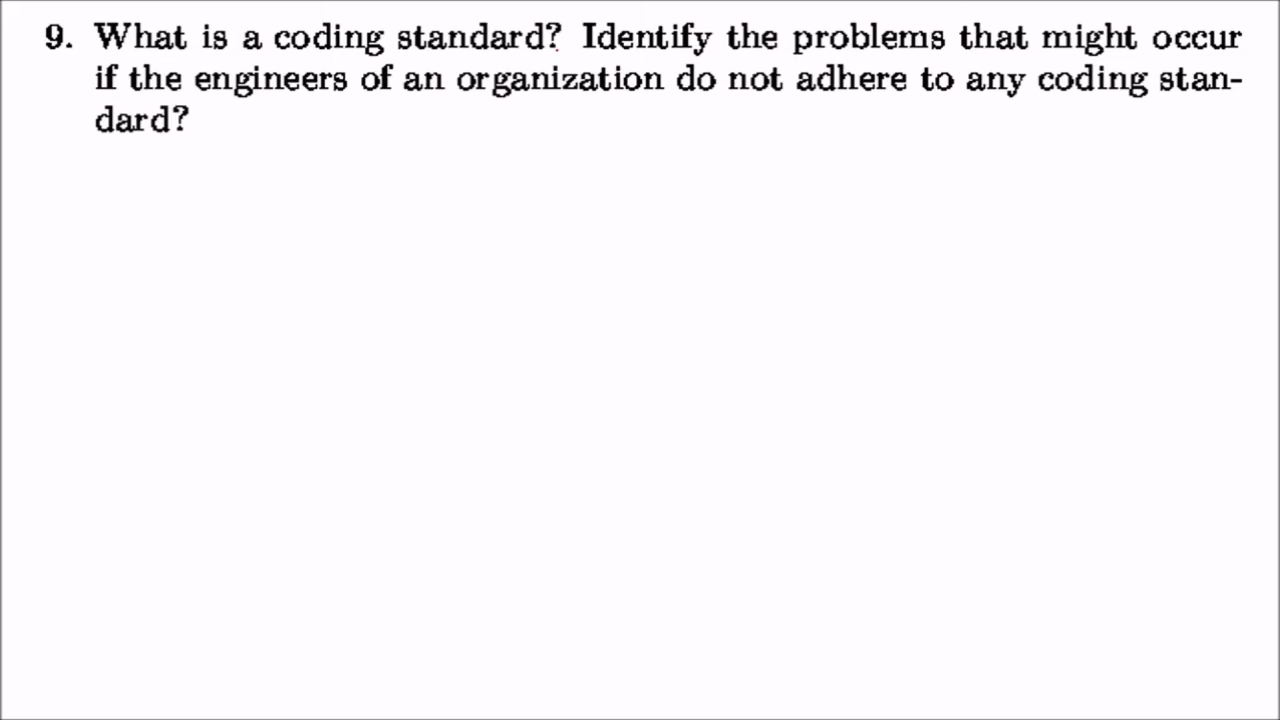 9. What is a coding standard? Identify the problems that might occur
if the engineers of an organization do not adhere to any coding stan-
dard?